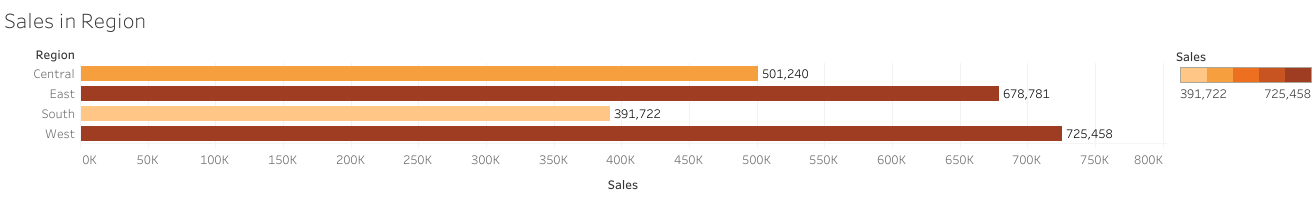 Sales in Region
Region
Sales
Central 501,240
East 678,781
391,722 725,458
South 391,722
West 725,458
0K 50K 100K 150K 200K 250K 300K 350K 400K 450K 500K 550K 600K 650K 700K 750K 800K
Sales